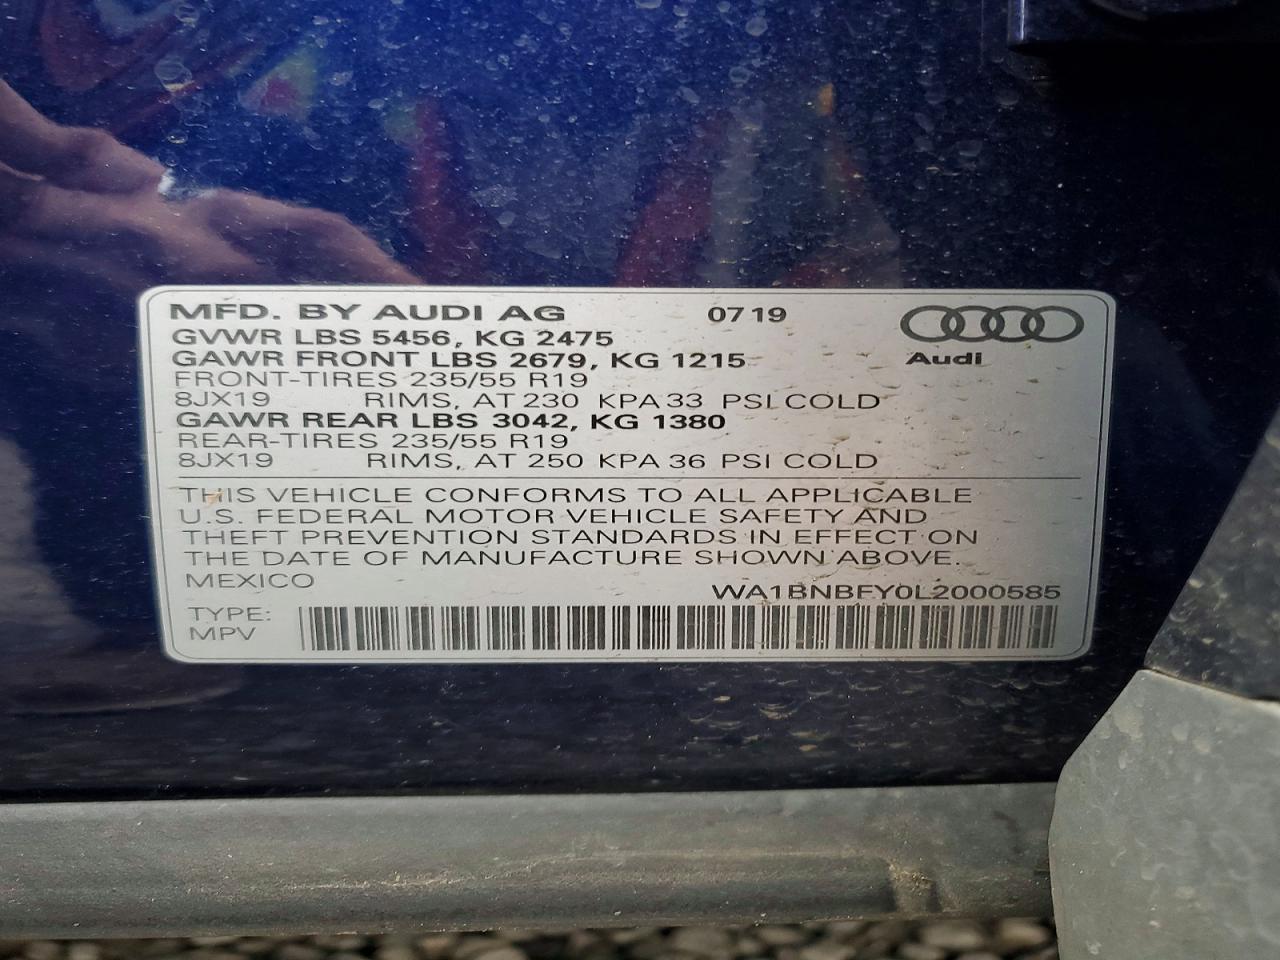 MFD. BY AUDI AG 0719
GVWR LBS 5456, KG 2475
GAWR FRONT LBS 2679, KG 1215
Audi
FRONT-TIRES 235/55 R19
8JX19 RIMS, AT 230 KPA 33 PSI COLD
GAWR REAR LBS 3042, KG 1380
REAR-TIRES 235/55 R19
8JX19 RIMS, AT 250 KPA 36 PSI COLD
THIS VEHICLE CONFORMS TO ALL APPLICABLE
U.S. FEDERAL MOTOR VEHICLE SAFETY AND
THEFT PREVENTION STANDARDS IN EFFECT ON
THE DATE OF MANUFACTURE SHOWN ABOVE.
MEXICO
WA1BNBFY0L2000585
TYPE:
MPV